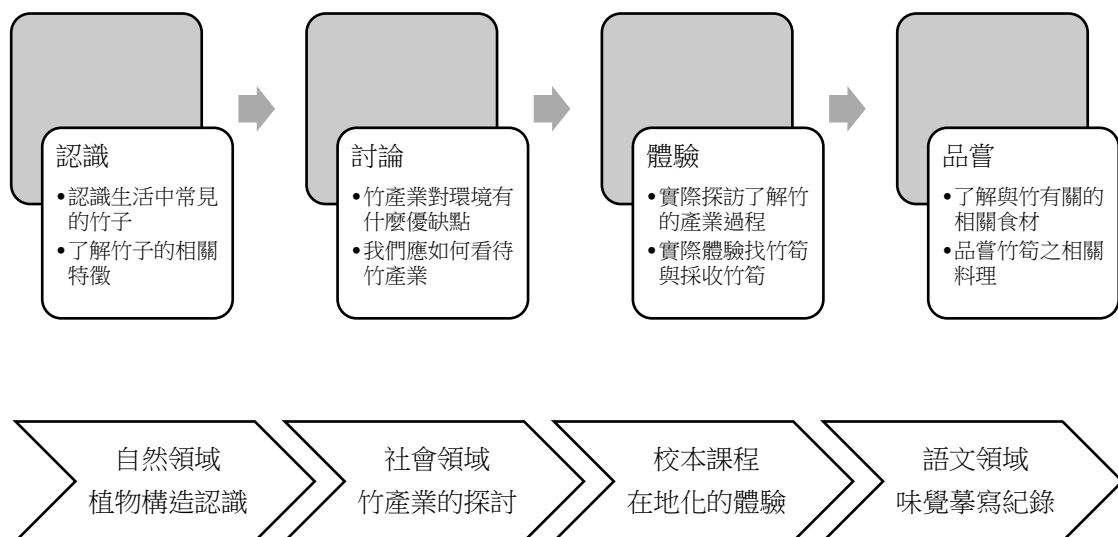 認識
•認識生活中常見
的竹子
•了解竹子的相關
特徵
討論
•竹產業對環境有
什麼優缺點
•我們應如何看待
竹產業
體驗
•實際探訪了解竹
的產業過程
•實際體驗找竹筍
與採收竹筍
品嘗
•了解與竹有關的
相關食材
•品嘗竹筍之相關
料理
自然領域
植物構造認識
社會領域
竹產業的探討
校本課程
在地化的體驗
語文領域
味覺摹寫紀錄